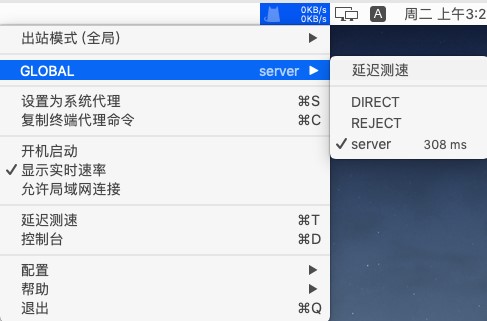 0KB/s
0KB/s
A
周二 上午3:2
出站模式 (全局) ▶
GLOBAL server ▶
设置为系统代理 ⌘S
复制终端代理命令 ⌘C
开机启动
✓ 显示实时速率
允许局域网连接
延迟测速 ⌘T
控制台 ⌘D
配置 ▶
帮助 ▶
退出 ⌘Q
延迟测速
DIRECT
REJECT
✓ server 308 ms